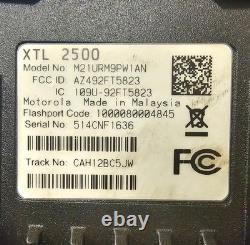 XTL 2500
Model No: M21URM9PW1AN
FCC ID: AZ492FT5823
IC: 109U-92FT5823
Motorola Made in Malaysia
Flashport Code: 1000080004845
Serial No: 514CNF1636
Track No: CAH12BC5JW
FC